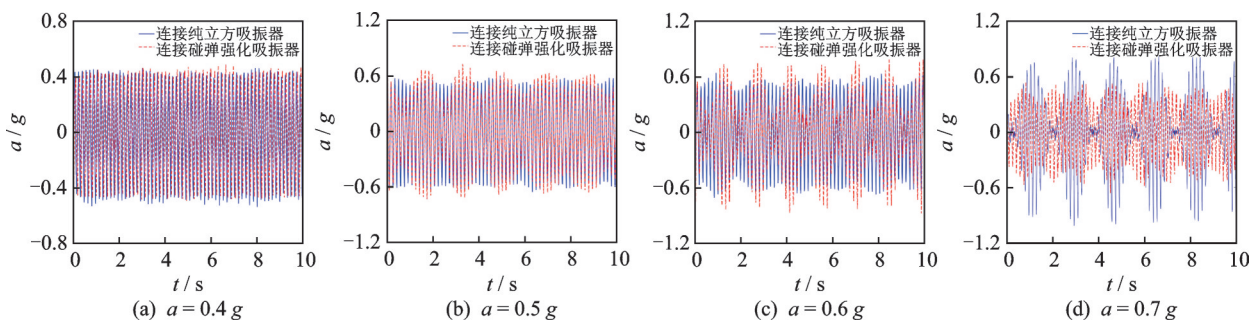 0.8
0.4
0
−0.4
−0.8
a / g
连接纯立方吸振器
连接碰弹强化吸振器
0 2 4 6 8 10
t / s
(a) a = 0.4 g
1.2
0.6
0
−0.6
−1.2
a / g
连接纯立方吸振器
连接碰弹强化吸振器
0 2 4 6 8 10
t / s
(b) a = 0.5 g
1.2
0.6
0
−0.6
−1.2
a / g
连接纯立方吸振器
连接碰弹强化吸振器
0 2 4 6 8 10
t / s
(c) a = 0.6 g
1.2
0.6
0
−0.6
−1.2
a / g
连接纯立方吸振器
连接碰弹强化吸振器
0 2 4 6 8 10
t / s
(d) a = 0.7 g